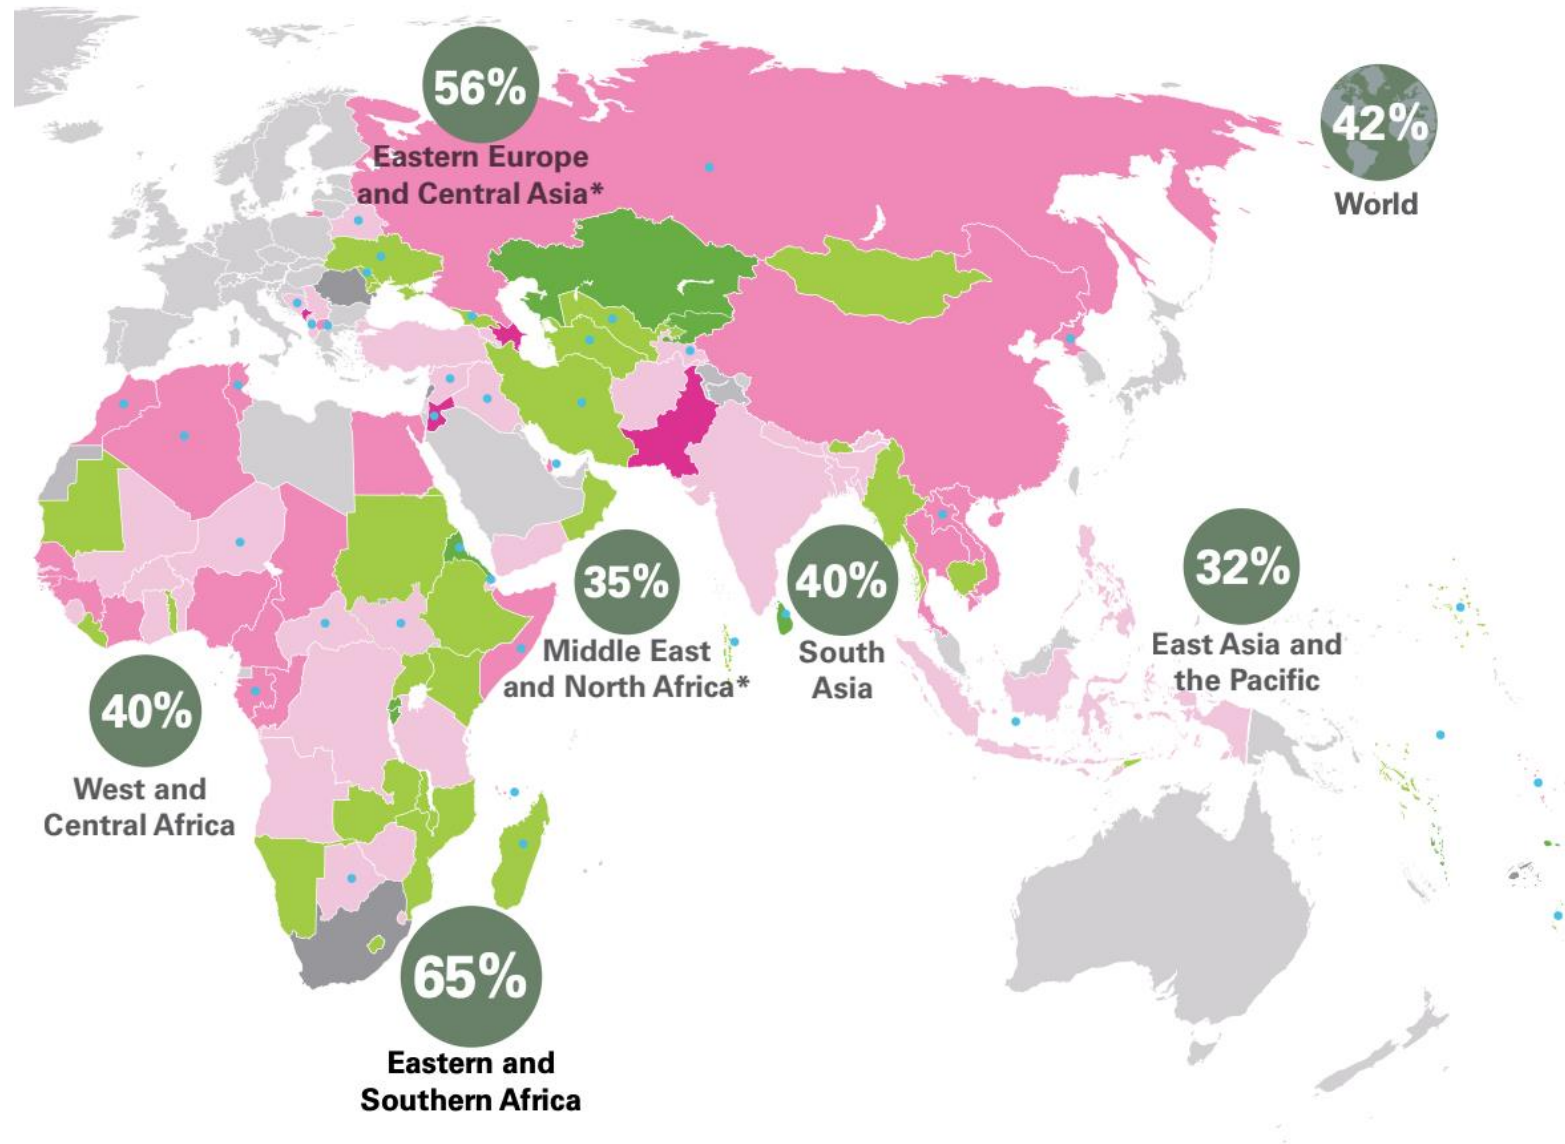 56%
Eastern Europe
and Central Asia*
42%
World
35%
Middle East
and North Africa*
40%
South
Asia
32%
East Asia and
the Pacific
40%
West and
Central Africa
65%
Eastern and
Southern Africa